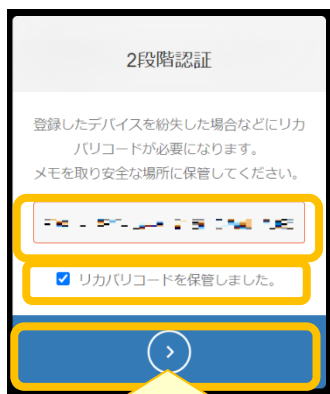 2段階認証
登録したデバイスを紛失した場合などにリカ
バリコードが必要になります。
メモを取り安全な場所に保管してください。
リカバリコードを保管しました。